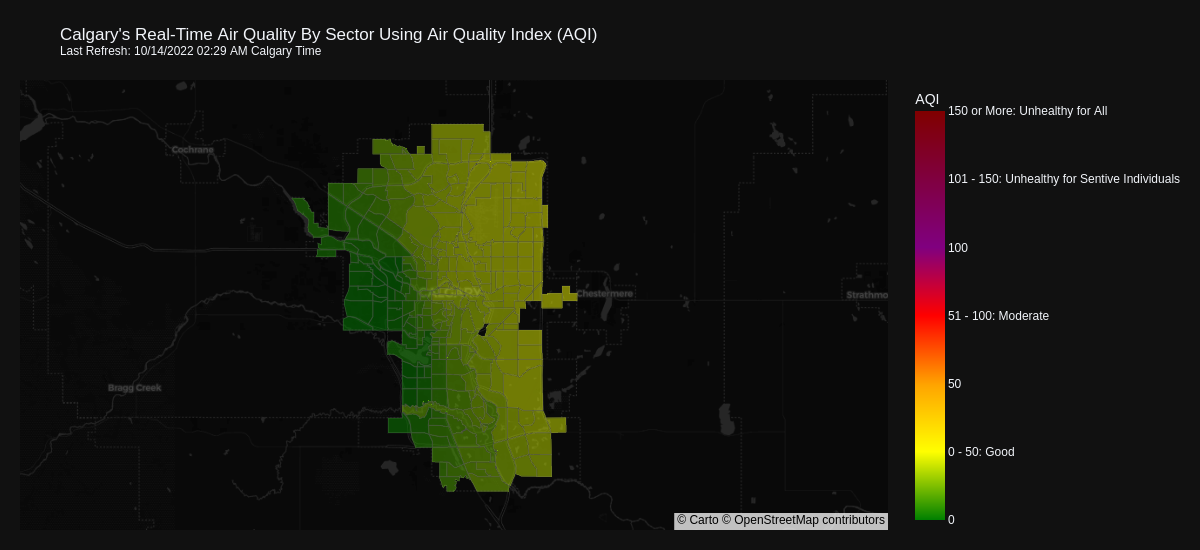 Calgary's Real-Time Air Quality By Sector Using Air Quality Index (AQI)
Last Refresh: 10/14/2022 02:29 AM Calgary Time
AQI
150 or More: Unhealthy for All
Cochrane
101 - 150: Unhealthy for Sentive Individuals
100
CALGARY
Chestermere
Strathmo
51 - 100: Moderate
Bragg Creek
50
0 - 50: Good
© Carto © OpenStreetMap contributors
0